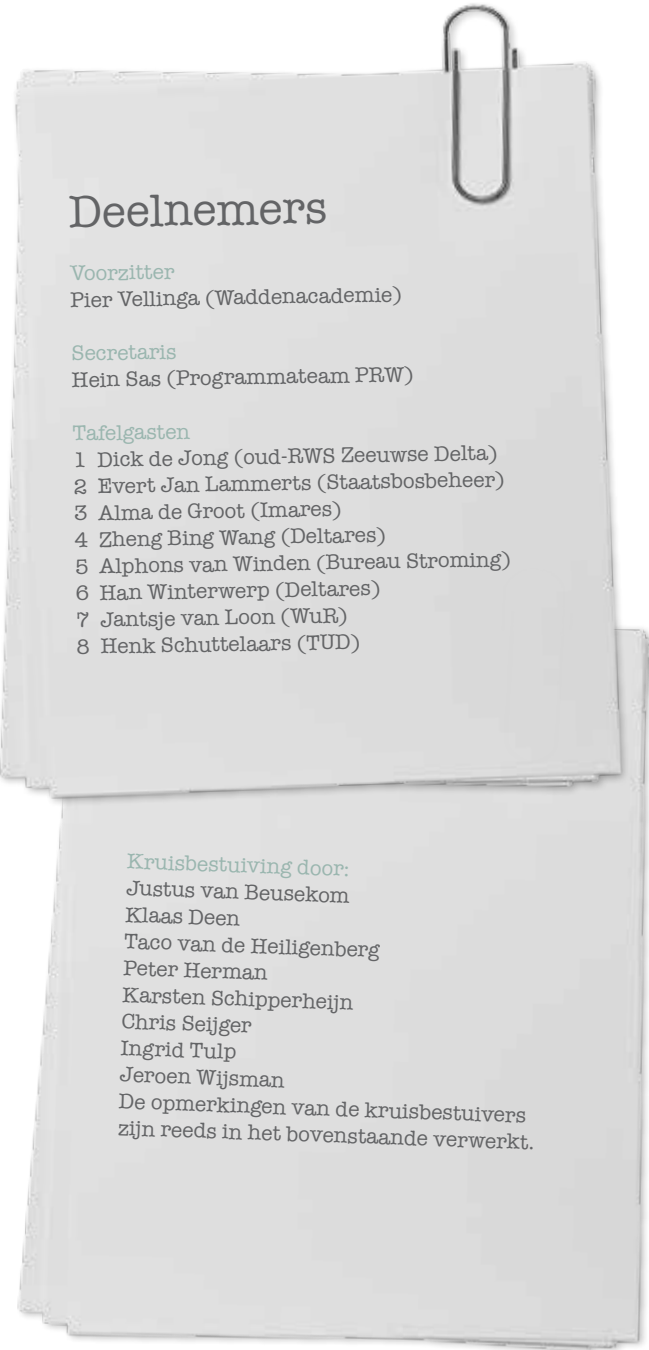 Deelnemers
Voorzitter
Pier Vellinga (Waddenacademie)
Secretaris
Hein Sas (Programmateam PRW)
Tafelgasten
1 Dick de Jong (oud-RWS Zeeuwse Delta)
2 Evert Jan Lammerts (Staatsbosbeheer)
3 Alma de Groot (Imares)
4 Zheng Bing Wang (Deltares)
5 Alphons van Winden (Bureau Stroming)
6 Han Winterwerp (Deltares)
7 Jantsje van Loon (WuR)
8 Henk Schuttelaars (TUD)
Kruisbestuiving door:
Justus van Beusekom
Klaas Deen
Taco van de Heiligenberg
Peter Herman
Karsten Schipperheijn
Chris Seijger
Ingrid Tulp
Jeroen Wijsman
De opmerkingen van de kruisbestuivers
zijn reeds in het bovenstaande verwerkt.